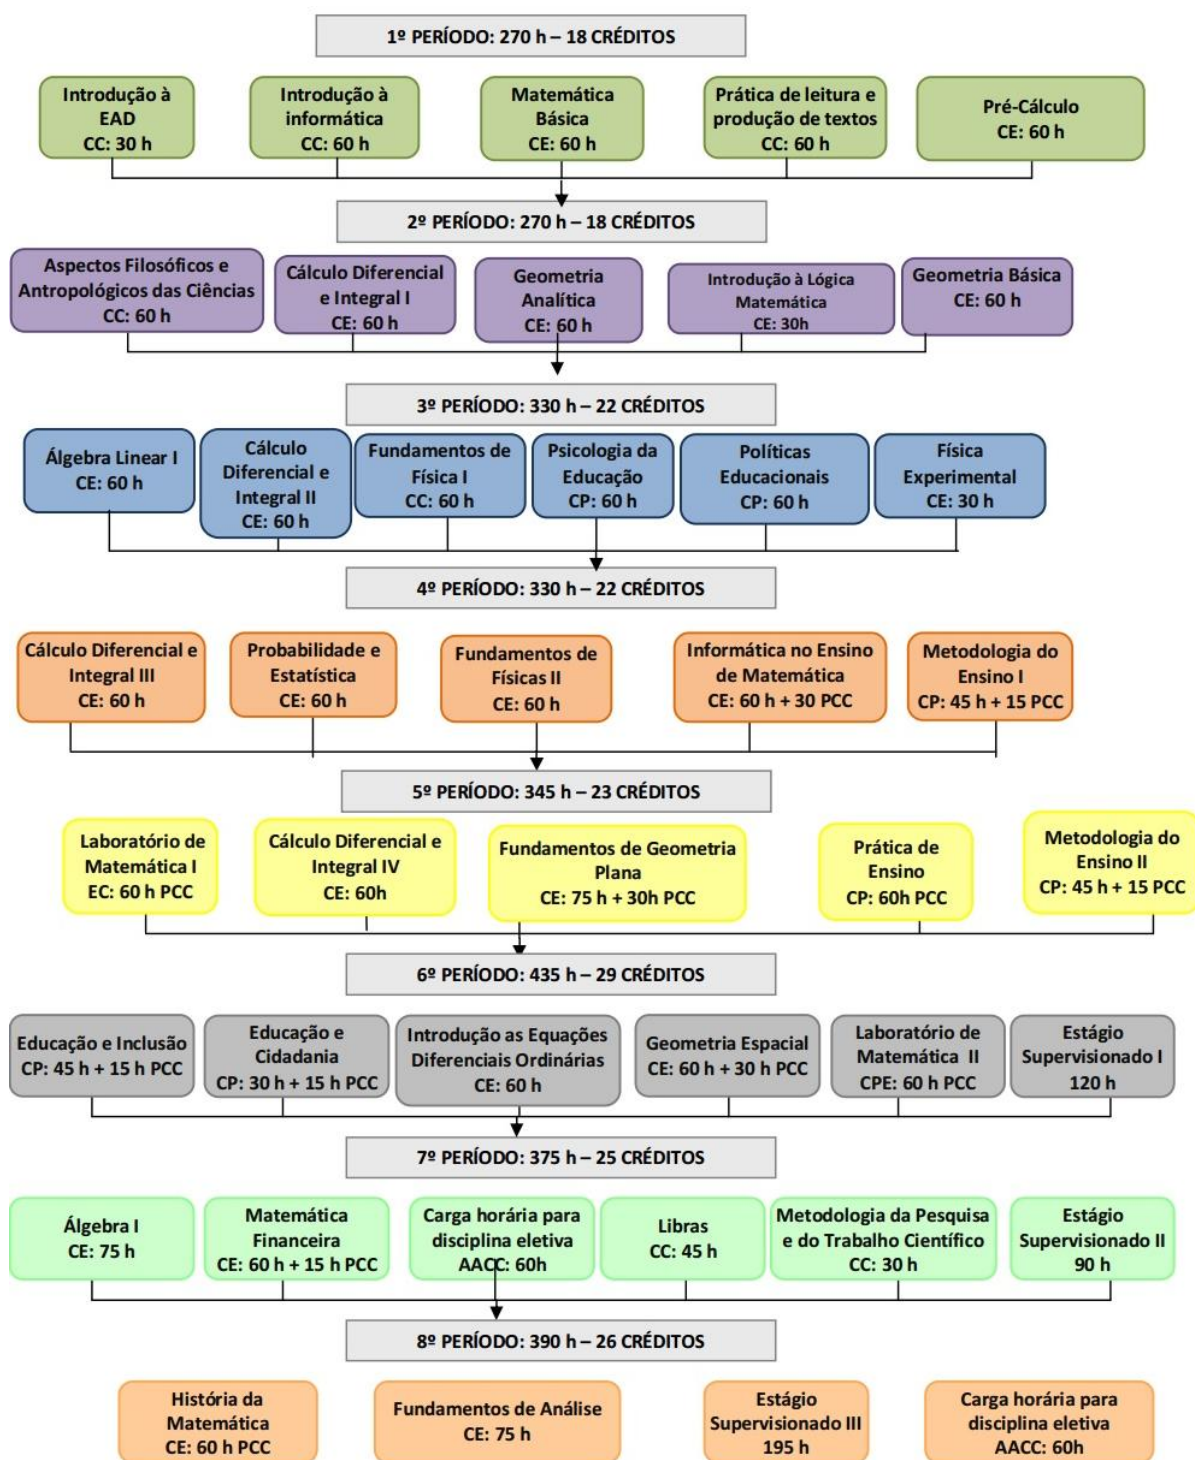 1º PERÍODO: 270 h – 18 CRÉDITOS
Introdução à
EAD
CC: 30 h
Introdução à
informática
CC: 60 h
Matemática
Básica
CE: 60 h
Prática de leitura e
produção de textos
CC: 60 h
Pré-Cálculo
CE: 60 h
2º PERÍODO: 270 h – 18 CRÉDITOS
Aspectos Filosóficos e
Antropológicos das Ciências
CC: 60 h
Cálculo Diferencial
e Integral I
CE: 60 h
Geometria
Analítica
CE: 60 h
Introdução à Lógica
Matemática
CE: 30h
Geometria Básica
CE: 60 h
3º PERÍODO: 330 h – 22 CRÉDITOS
Álgebra Linear I
CE: 60 h
Cálculo
Diferencial e
Integral II
CE: 60 h
Fundamentos de
Física I
CC: 60 h
Psicologia da
Educação
CP: 60 h
Políticas
Educacionais
CP: 60 h
Física
Experimental
CE: 30 h
4º PERÍODO: 330 h – 22 CRÉDITOS
Cálculo Diferencial e
Integral III
CE: 60 h
Probabilidade e
Estatística
CE: 60 h
Fundamentos de
Físicas II
CE: 60 h
Informática no Ensino
de Matemática
CE: 60 h + 30 PCC
Metodologia do
Ensino I
CP: 45 h + 15 PCC
5º PERÍODO: 345 h – 23 CRÉDITOS
Laboratório de
Matemática I
EC: 60 h PCC
Cálculo Diferencial e
Integral IV
CE: 60h
Fundamentos de Geometria
Plana
CE: 75 h + 30h PCC
Prática de
Ensino
CP: 60h PCC
Metodologia do
Ensino II
CP: 45 h + 15 PCC
6º PERÍODO: 435 h – 29 CRÉDITOS
Educação e Inclusão
CP: 45 h + 15 h PCC
Educação e
Cidadania
CP: 30 h + 15 h PCC
Introdução as Equações
Diferenciais Ordinárias
CE: 60 h
Geometria Espacial
CE: 60 h + 30 h PCC
Laboratório de
Matemática II
CPE: 60 h PCC
Estágio
Supervisionado I
120 h
7º PERÍODO: 375 h – 25 CRÉDITOS
Álgebra I
CE: 75 h
Matemática
Financeira
CE: 60 h + 15 h PCC
Carga horária para
disciplina eletiva
AACC: 60h
Libras
CC: 45 h
Metodologia da Pesquisa
e do Trabalho Científico
CC: 30 h
Estágio
Supervisionado II
90 h
8º PERÍODO: 390 h – 26 CRÉDITOS
História da
Matemática
CE: 60 h PCC
Fundamentos de Análise
CE: 75 h
Estágio
Supervisionado III
195 h
Carga horária para
disciplina eletiva
AACC: 60h